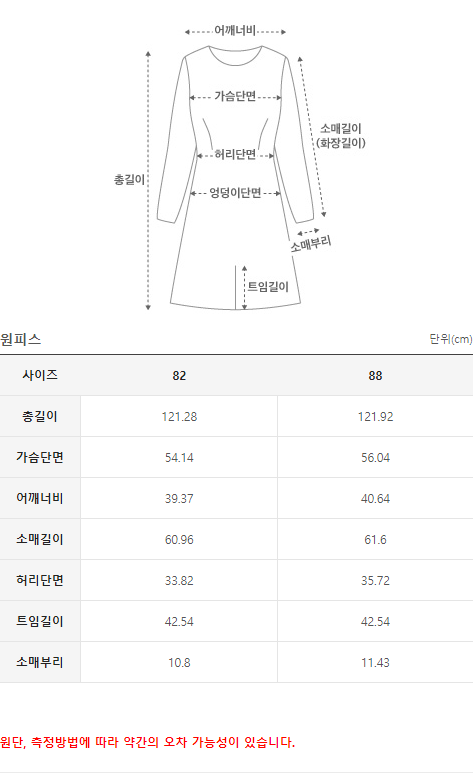 어깨너비
가슴단면
소매길이
(화장길이)
허리단면
총길이
엉덩이단면
소매부리
트임길이
원피스 단위(cm)
사이즈 82 88
총길이 121.28 121.92
가슴단면 54.14 56.04
어깨너비 39.37 40.64
소매길이 60.96 61.6
허리단면 33.82 35.72
트임길이 42.54 42.54
소매부리 10.8 11.43
원단, 측정방법에 따라 약간의 오차 가능성이 있습니다.